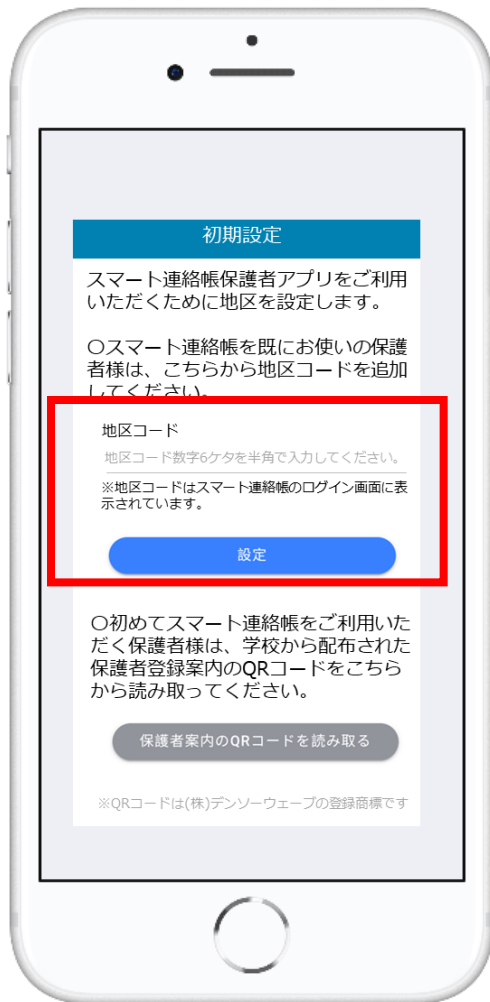 初期設定
スマート連絡帳保護者アプリをご利用
いただくために地区を設定します。
〇スマート連絡帳を既にお使いの保護
者様は、こちらから地区コードを追加
してください。
地区コード
地区コード数字6ケタを半角で入力してください。
※地区コードはスマート連絡帳のログイン画面に表
示されています。
設定
〇初めてスマート連絡帳をご利用いた
だく保護者様は、学校から配布された
保護者登録案内のQRコードをこちら
から読み取ってください。
保護者案内のQRコードを読み取る
※QRコードは(株)デンソーウェーブの登録商標です